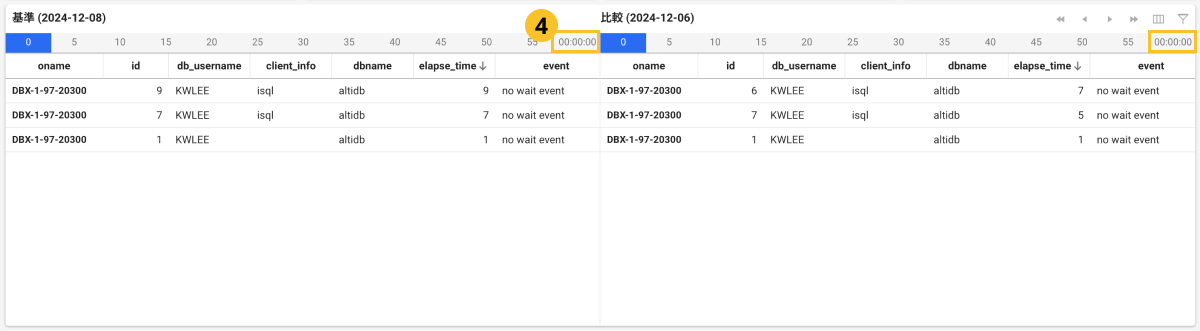 基準 (2024-12-08)
4
0 5 10 15 20 25 30 35 40 45 50 55 00:00:00
oname id db_username client_info dbname elapse_time↓ event
DBX-1-97-20300 9 KWLEE isql altidb 9 no wait event
DBX-1-97-20300 7 KWLEE isql altidb 7 no wait event
DBX-1-97-20300 1 KWLEE altidb 1 no wait event
比較 (2024-12-06)
0 5 10 15 20 25 30 35 40 45 50 55 00:00:00
oname id db_username client_info dbname elapse_time↓ event
DBX-1-97-20300 6 KWLEE isql altidb 7 no wait event
DBX-1-97-20300 7 KWLEE isql altidb 5 no wait event
DBX-1-97-20300 1 KWLEE altidb 1 no wait event